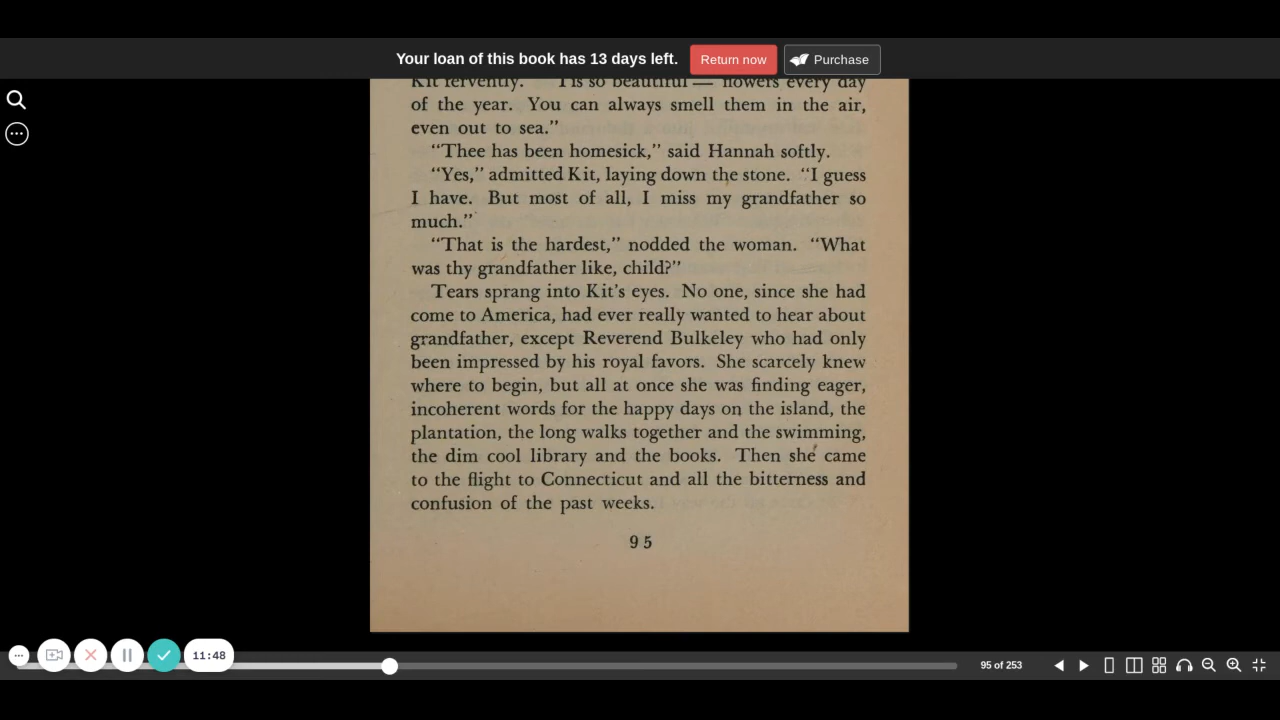 Your loan of this book has 13 days left. Return now Purchase
Kit fervently. "'Tis so beautiful — flowers every day
of the year. You can always smell them in the air,
even out to sea."
"Thee has been homesick," said Hannah softly.
"Yes," admitted Kit, laying down the stone. "I guess
I have. But most of all, I miss my grandfather so
much."
"That is the hardest," nodded the woman. "What
was thy grandfather like, child?"
Tears sprang into Kit's eyes. No one, since she had
come to America, had ever really wanted to hear about
grandfather, except Reverend Bulkeley who had only
been impressed by his royal favors. She scarcely knew
where to begin, but all at once she was finding eager,
incoherent words for the happy days on the island, the
plantation, the long walks together and the swimming,
the dim cool library and the books. Then she came
to the flight to Connecticut and all the bitterness and
confusion of the past weeks.
95
11:48
95 of 253